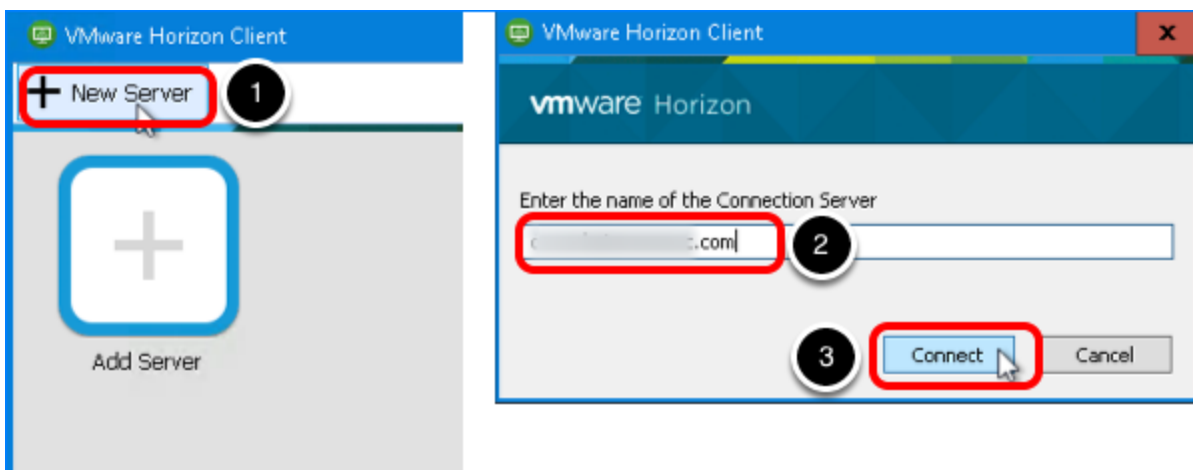 VMware Horizon Client
+ New Server
1
Add Server
VMware Horizon Client
x
vmware Horizon
Enter the name of the Connection Server
.com
2
3
Connect
Cancel